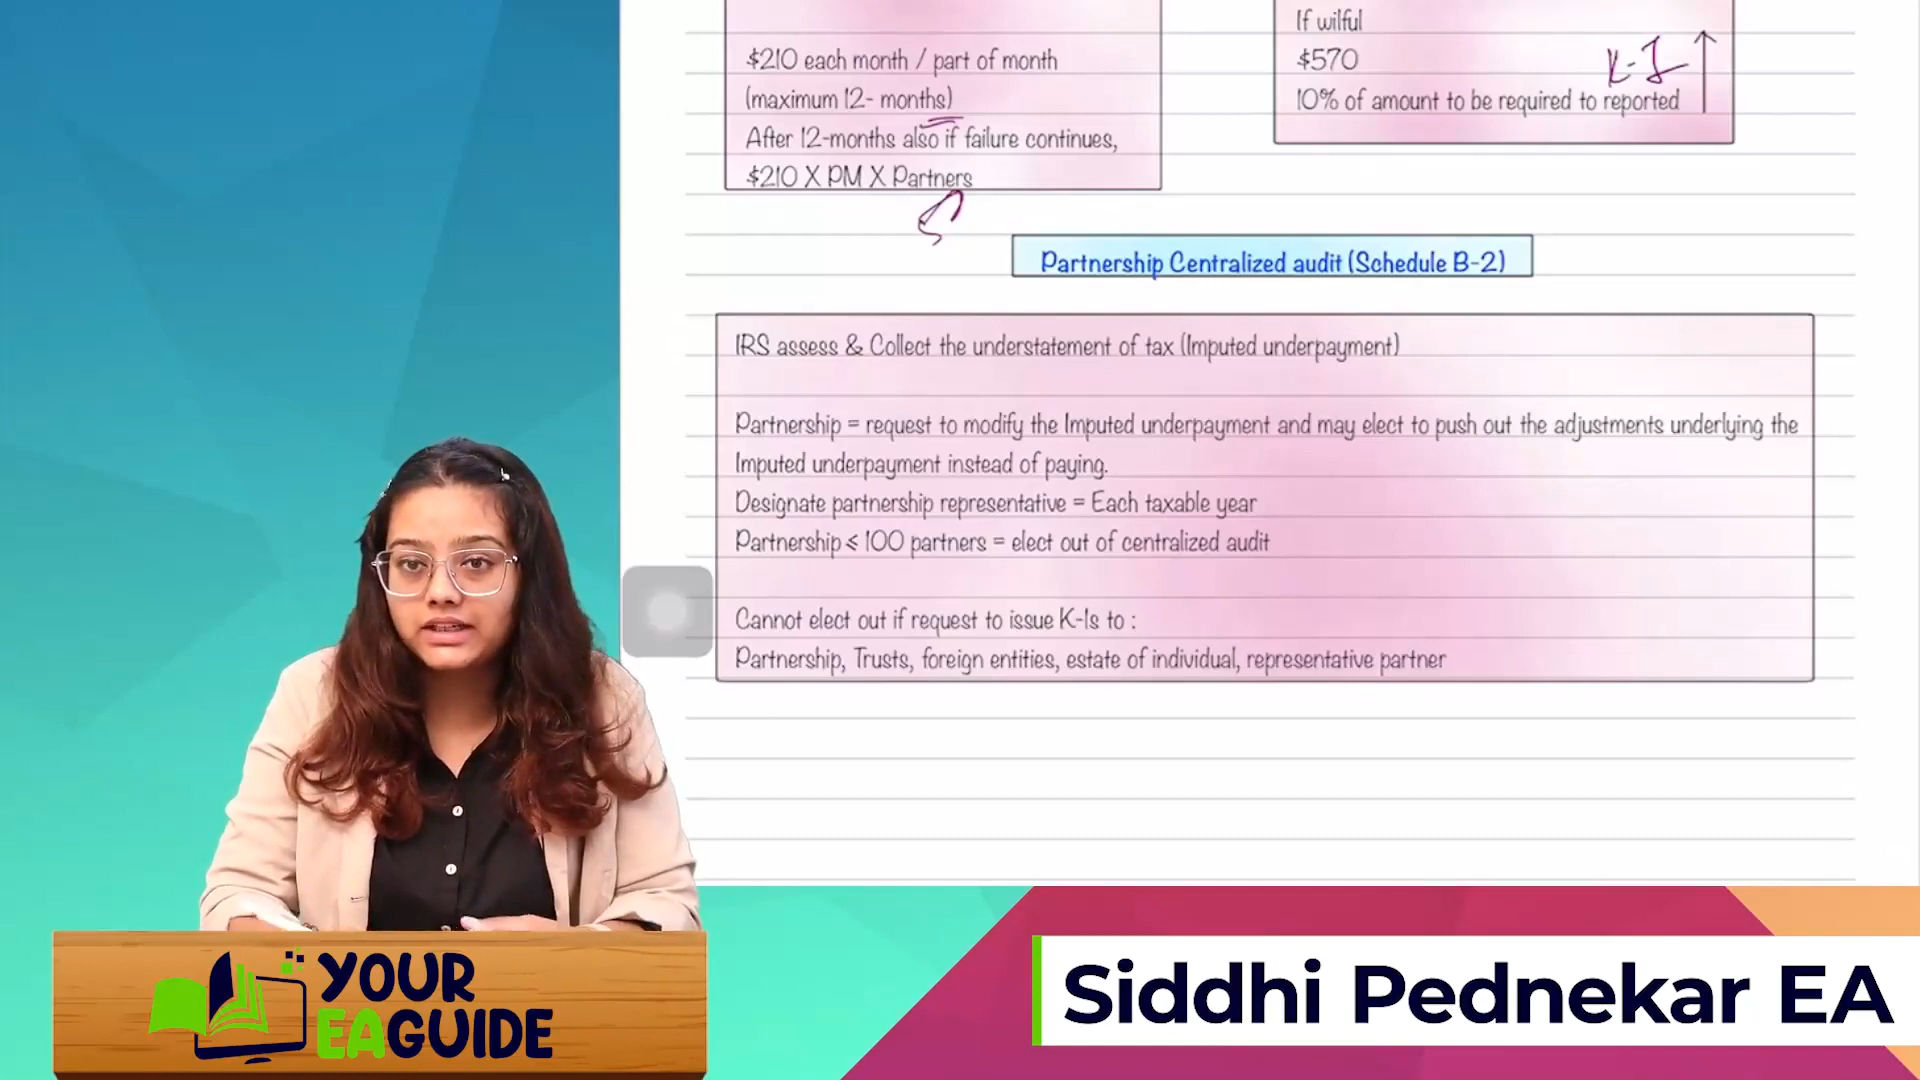 $210 each month / part of month
(maximum 12- months)
After 12-months also if failure continues,
$210 X PM X Partners
If wilful
$570
10% of amount to be required to reported
K-1
Partnership Centralized audit (Schedule B-2)
IRS assess & Collect the understatement of tax (Imputed underpayment)
Partnership = request to modify the Imputed underpayment and may elect to push out the adjustments underlying the
Imputed underpayment instead of paying.
Designate partnership representative = Each taxable year
Partnership ≤ 100 partners = elect out of centralized audit
Cannot elect out if request to issue K-1s to :
Partnership, Trusts, foreign entities, estate of individual, representative partner
YOUR
EAGUIDE
Siddhi Pednekar EA